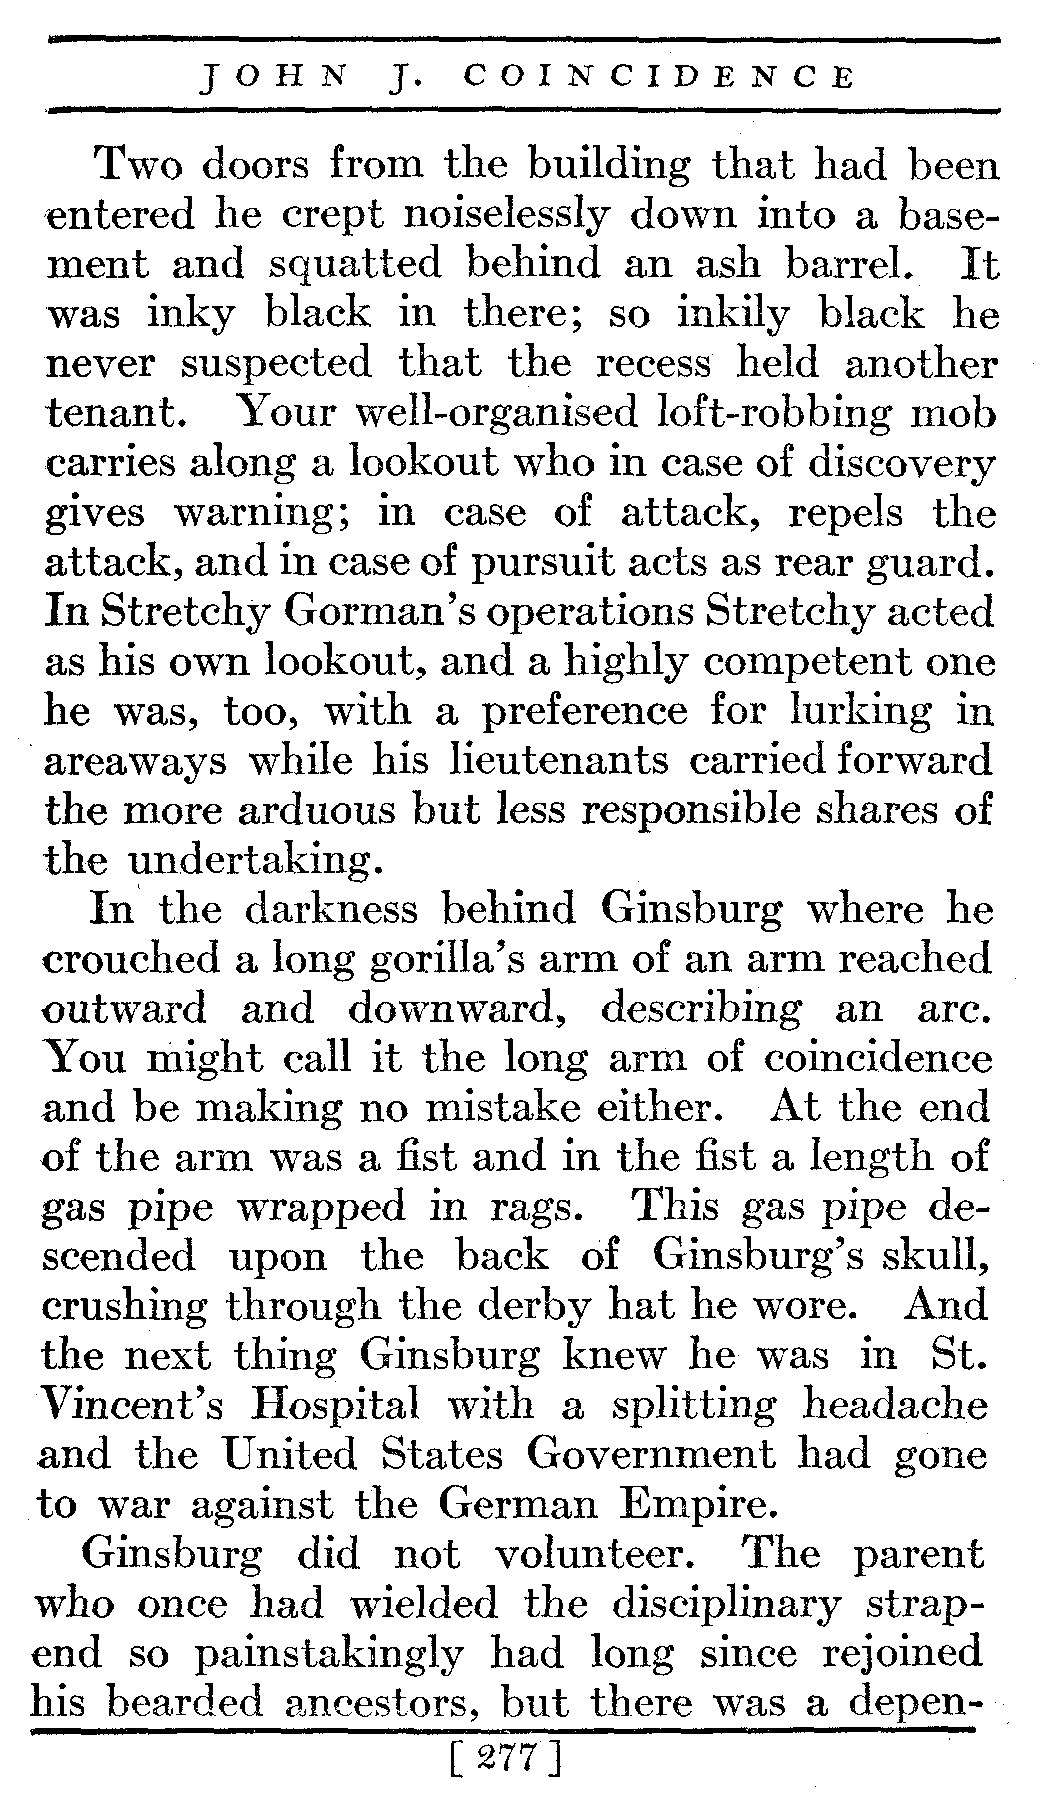 JOHN J. COINCIDENCE
Two doors from the building that had been
entered he crept noiselessly down into a base-
ment and squatted behind an ash barrel. It
was inky black in there; so inkily black he
never suspected that the recess held another
tenant. Your well-organised loft-robbing mob
carries along a lookout who in case of discovery
gives warning; in case of attack, repels the
attack, and in case of pursuit acts as rear guard.
In Stretchy Gorman's operations Stretchy acted
as his own lookout, and a highly competent one
he was, too, with a preference for lurking in
areaways while his lieutenants carried forward
the more arduous but less responsible shares of
the undertaking.
In the darkness behind Ginsburg where he
crouched a long gorilla's arm of an arm reached
outward and downward, describing an arc.
You might call it the long arm of coincidence
and be making no mistake either. At the end
of the arm was a fist and in the fist a length of
gas pipe wrapped in rags. This gas pipe de-
scended upon the back of Ginsburg's skull,
crushing through the derby hat he wore. And
the next thing Ginsburg knew he was in St.
Vincent's Hospital with a splitting headache
and the United States Government had gone
to war against the German Empire.
Ginsburg did not volunteer. The parent
who once had wielded the disciplinary strap-
end so painstakingly had long since rejoined
his bearded ancestors, but there was a depen-
[277]